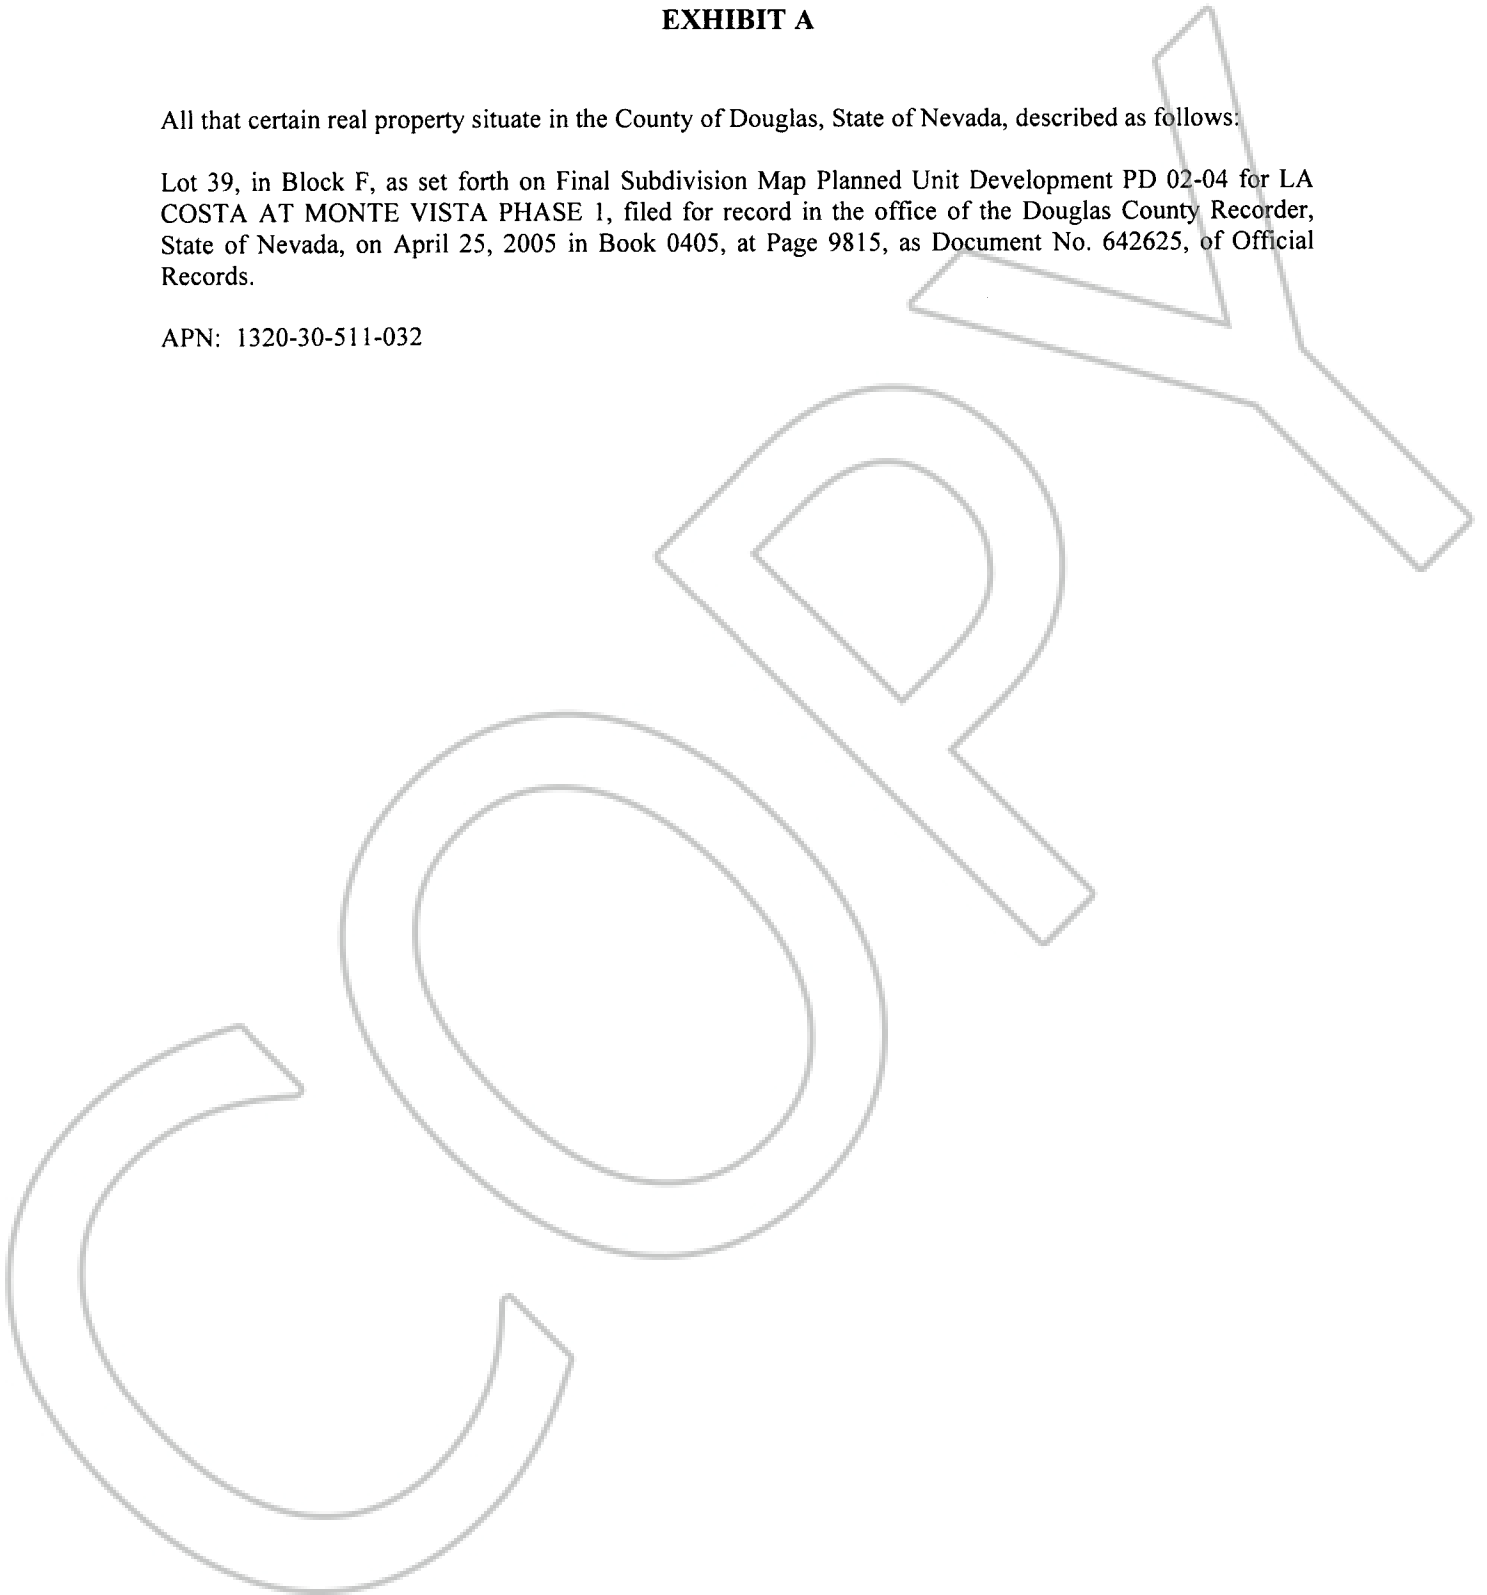 EXHIBIT A
All that certain real property situate in the County of Douglas, State of Nevada, described as follows:
Lot 39, in Block F, as set forth on Final Subdivision Map Planned Unit Development PD 02-04 for LA
COSTA AT MONTE VISTA PHASE 1, filed for record in the office of the Douglas County Recorder,
State of Nevada, on April 25, 2005 in Book 0405, at Page 9815, as Document No. 642625, of Official
Records.
APN: 1320-30-511-032
COPY